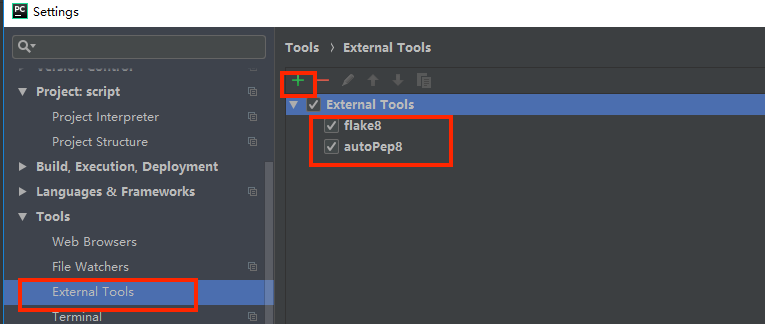 PC Settings
Tools › External Tools
Version Control
Project: script
Project Interpreter
Project Structure
Build, Execution, Deployment
Languages & Frameworks
Tools
Web Browsers
File Watchers
External Tools
Terminal
External Tools
flake8
autoPep8